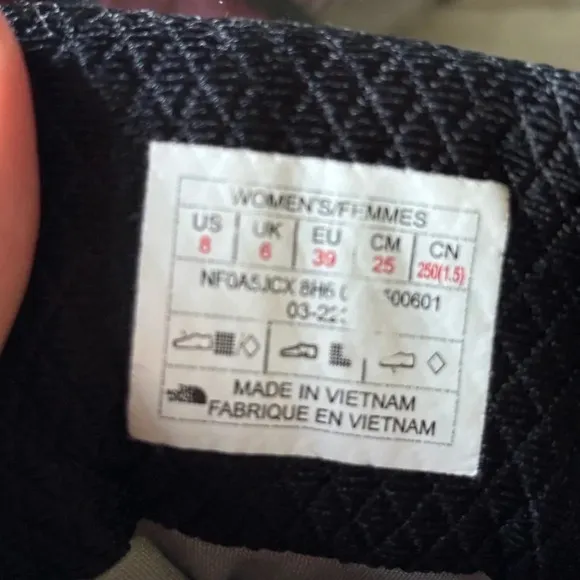 WOMEN'S/FEMMES
US UK EU CM CN
8 6 39 25 250(1.5)
NF0A5JCX 8H6 00601
03-22
MADE IN VIETNAM
FABRIQUE EN VIETNAM